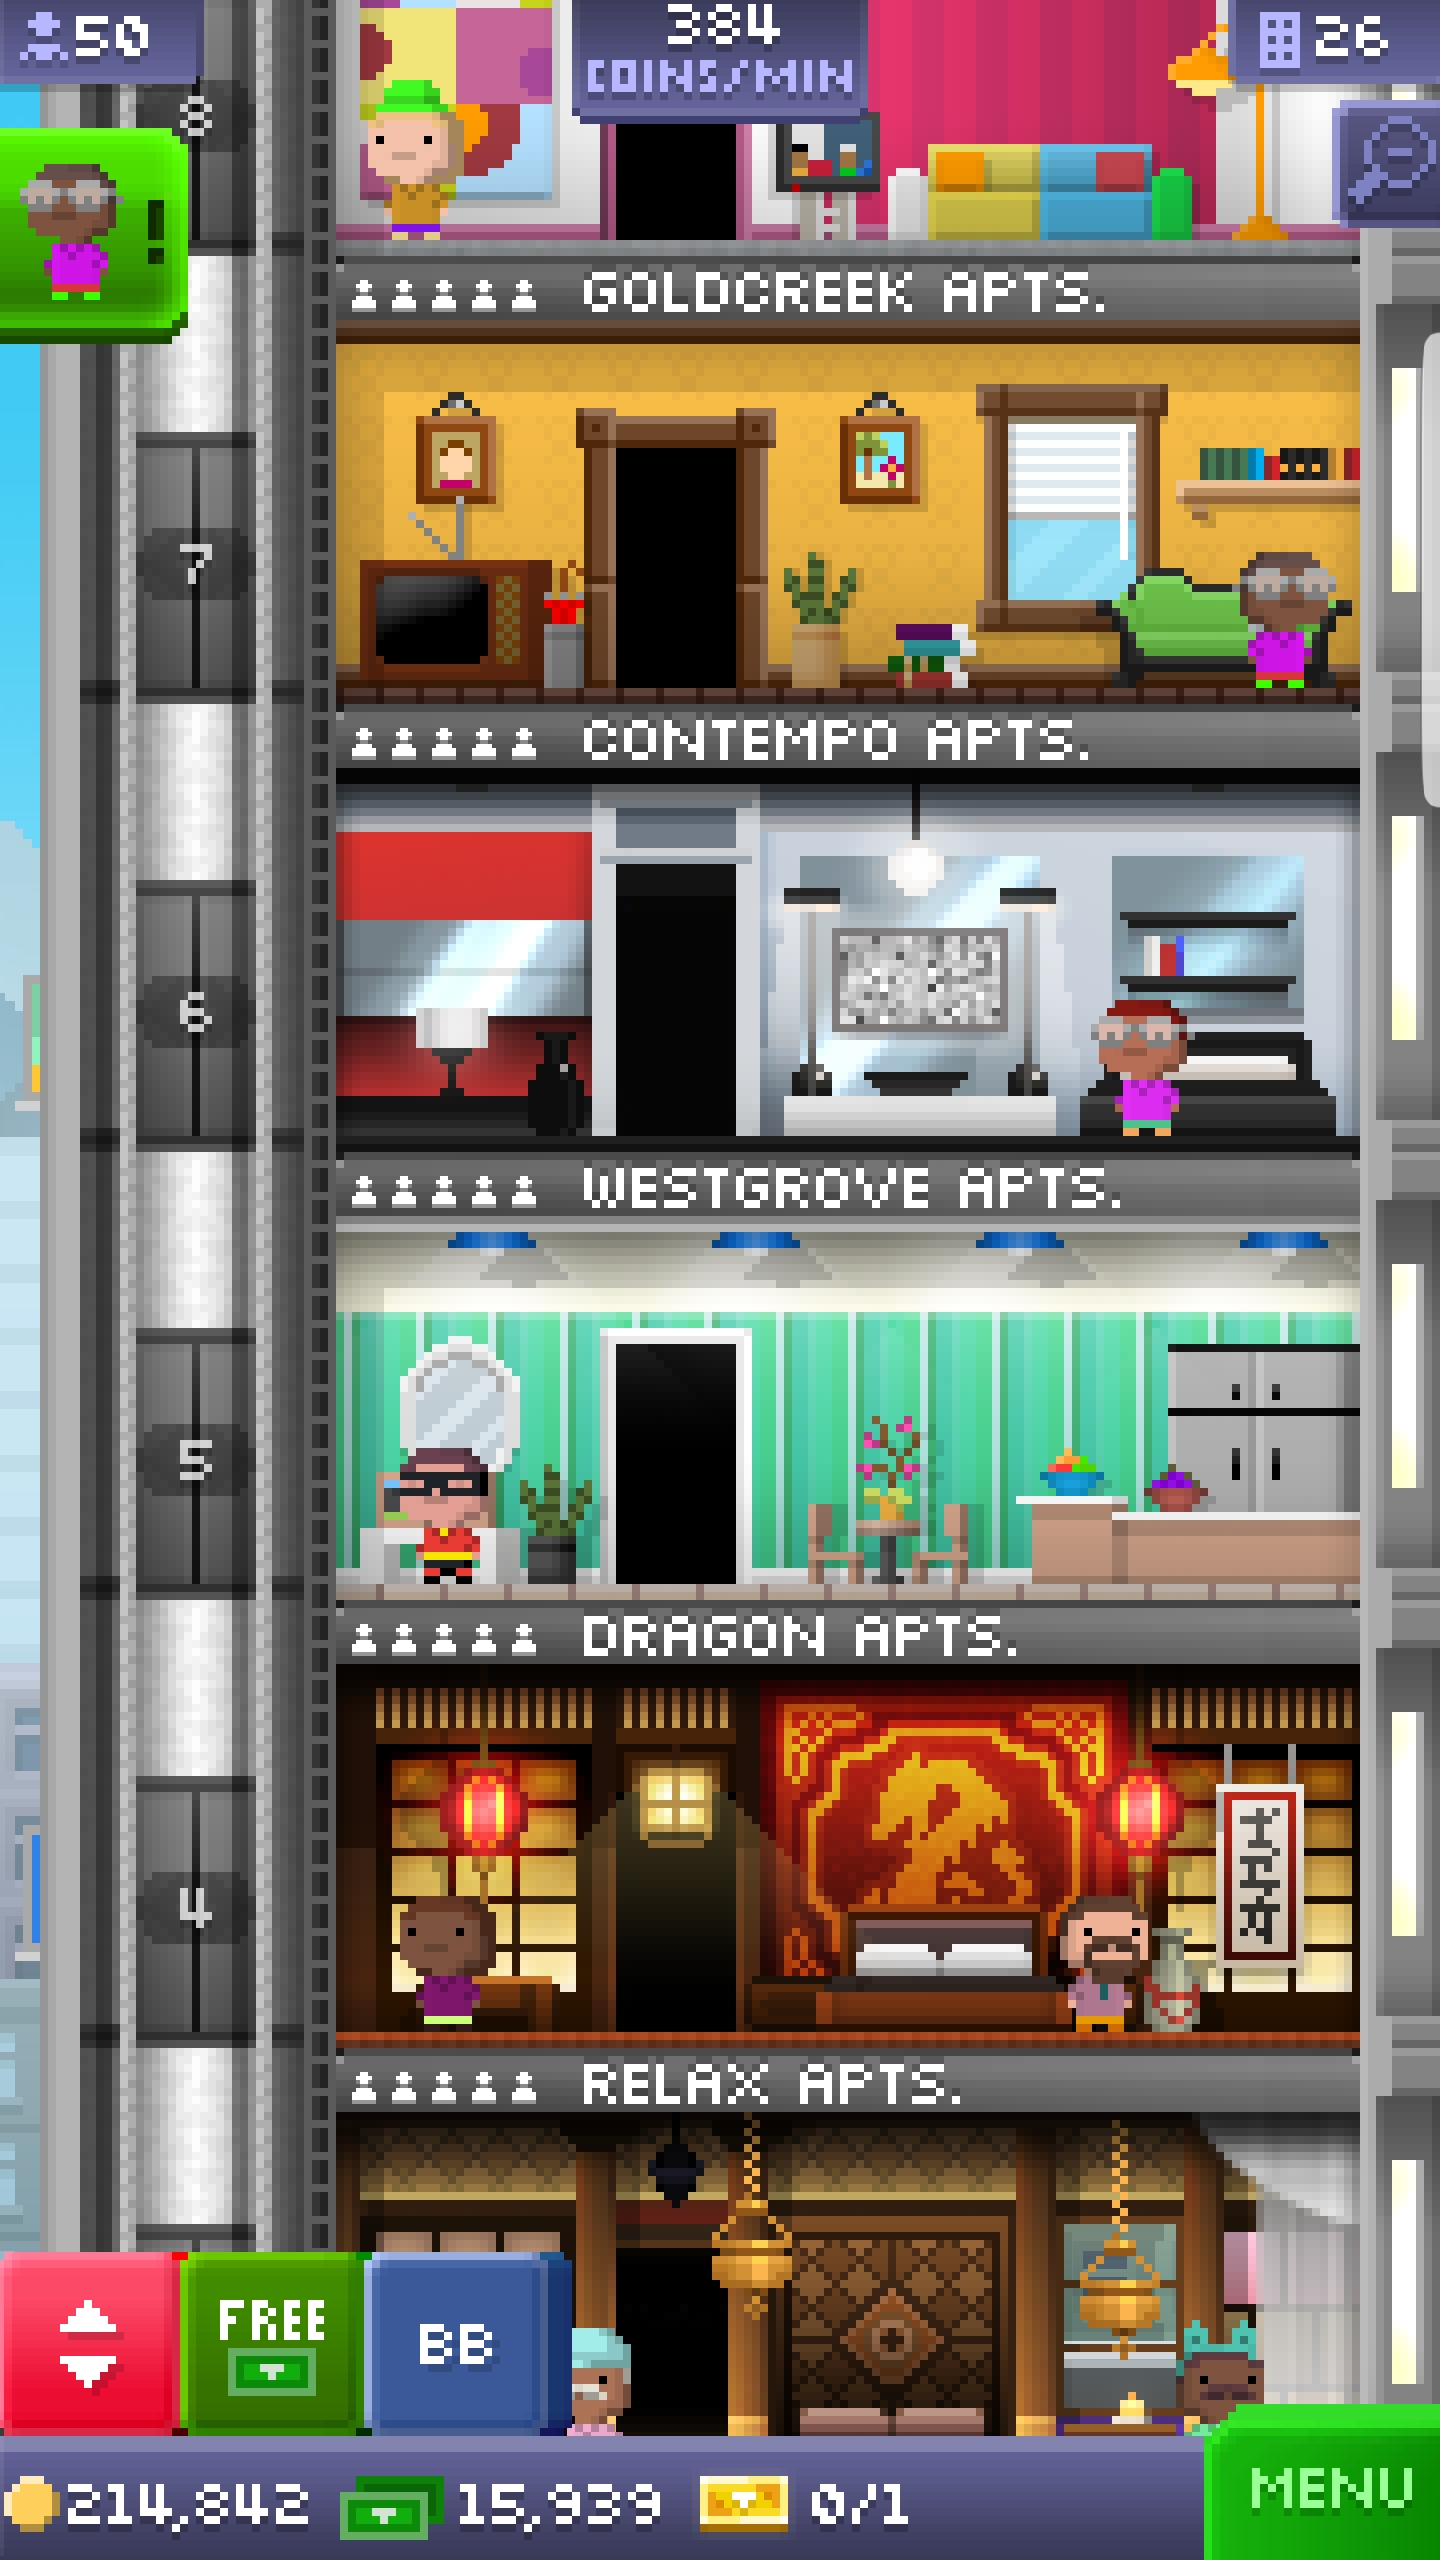 50
384
COINS/MIN
26
8
!
GOLDCREEK APTS.
7
CONTEMPO APTS.
6
WESTGROVE APTS.
5
DRAGON APTS.
4
RELAX APTS.
FREE
BB
214,842
15,939
0/1
MENU